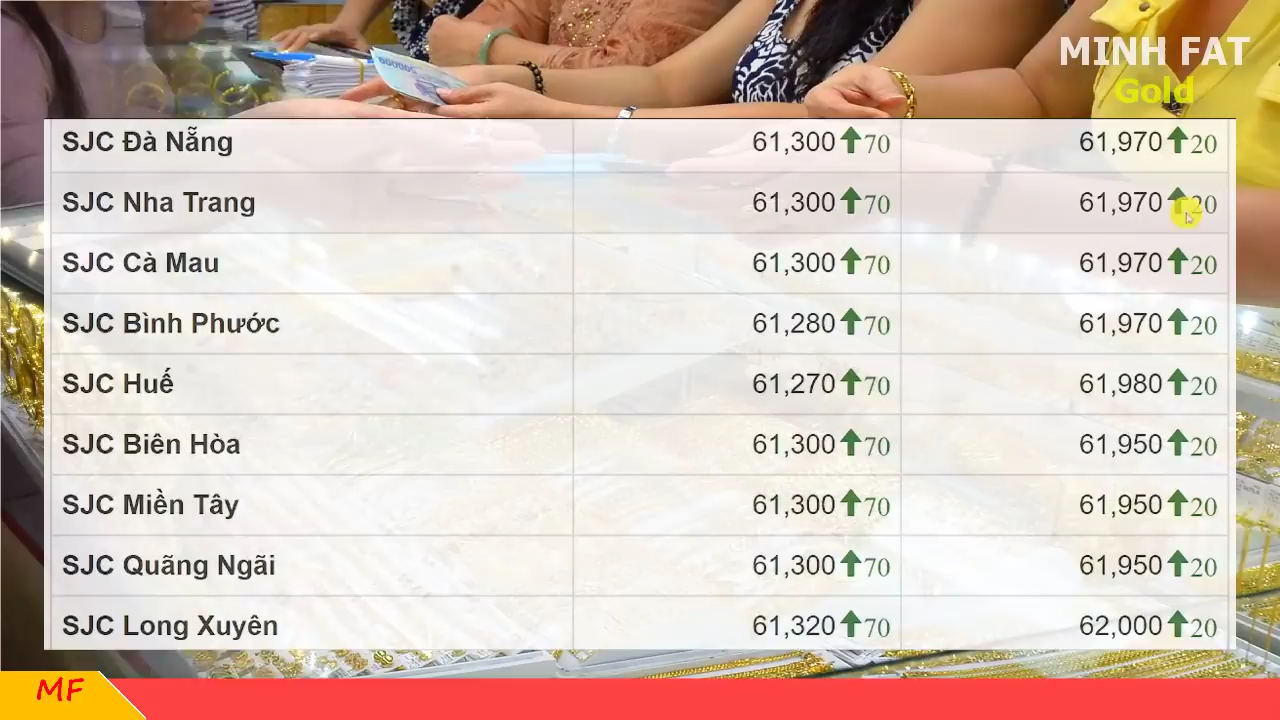 MINH FAT
Gold
SJC Đà Nẵng 61,300 70 61,970 20
SJC Nha Trang 61,300 70 61,970 20
SJC Cà Mau 61,300 70 61,970 20
SJC Bình Phước 61,280 70 61,970 20
SJC Huế 61,270 70 61,980 20
SJC Biên Hòa 61,300 70 61,950 20
SJC Miền Tây 61,300 70 61,950 20
SJC Quãng Ngãi 61,300 70 61,950 20
SJC Long Xuyên 61,320 70 62,000 20
MF